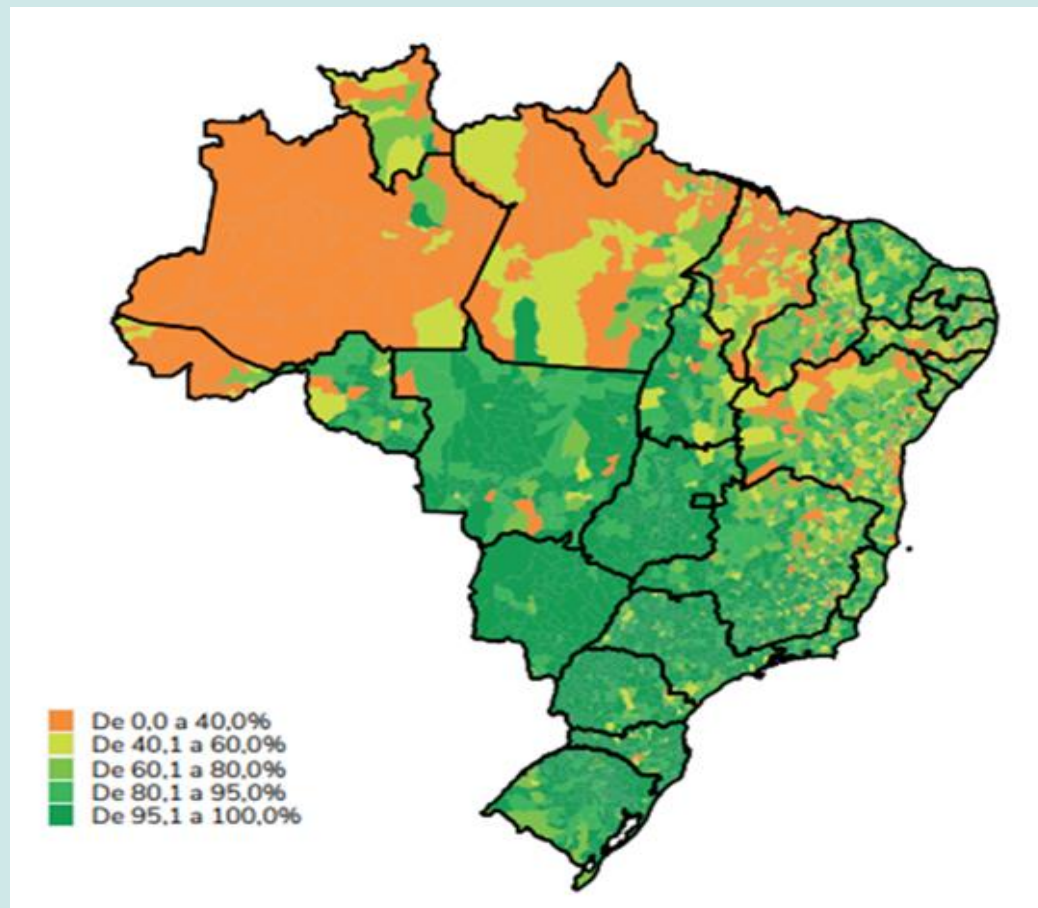 De 0,0 a 40,0%
De 40,1 a 60,0%
De 60,1 a 80,0%
De 80,1 a 95,0%
De 95,1 a 100,0%